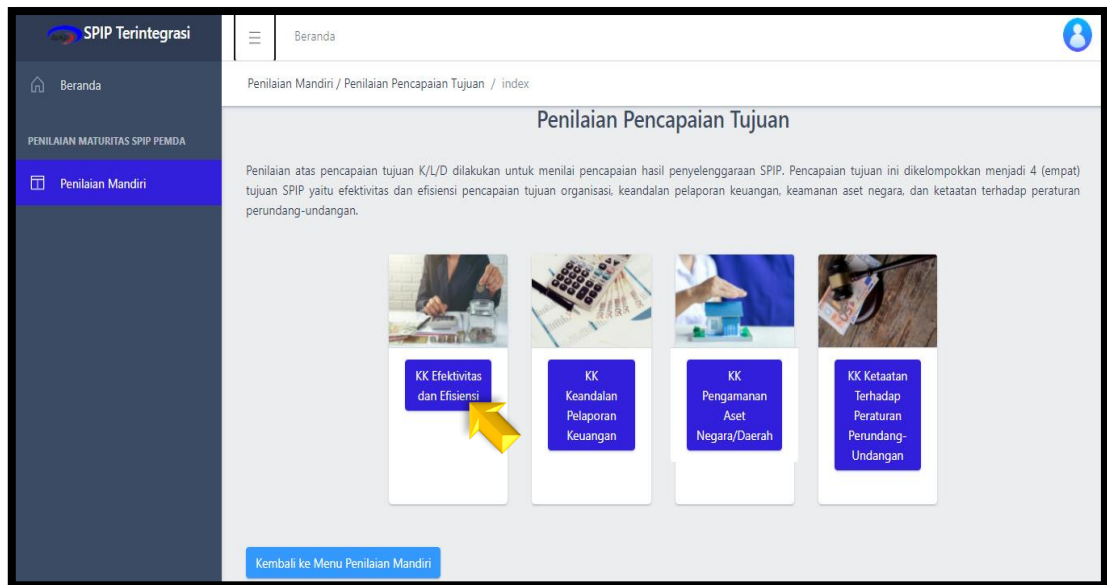 SPIP Terintegrasi
Beranda
Beranda
Penilaian Mandiri / Penilaian Pencapaian Tujuan / index
PENILAIAN MATURITAS SPIP PEMDA
Penilaian Mandiri
Penilaian Pencapaian Tujuan
Penilaian atas pencapaian tujuan K/L/D dilakukan untuk menilai pencapaian hasil penyelenggaraan SPIP. Pencapaian tujuan ini dikelompokkan menjadi 4 (empat)
tujuan SPIP yaitu efektivitas dan efisiensi pencapaian tujuan organisasi, keandalan pelaporan keuangan, keamanan aset negara, dan ketaatan terhadap peraturan
perundang-undangan.
KK Efektivitas
dan Efisiensi
KK
Keandalan
Pelaporan
Keuangan
KK
Pengamanan
Aset
Negara/Daerah
KK Ketaatan
Terhadap
Peraturan
Perundang-
Undangan
Kembali ke Menu Penilaian Mandiri